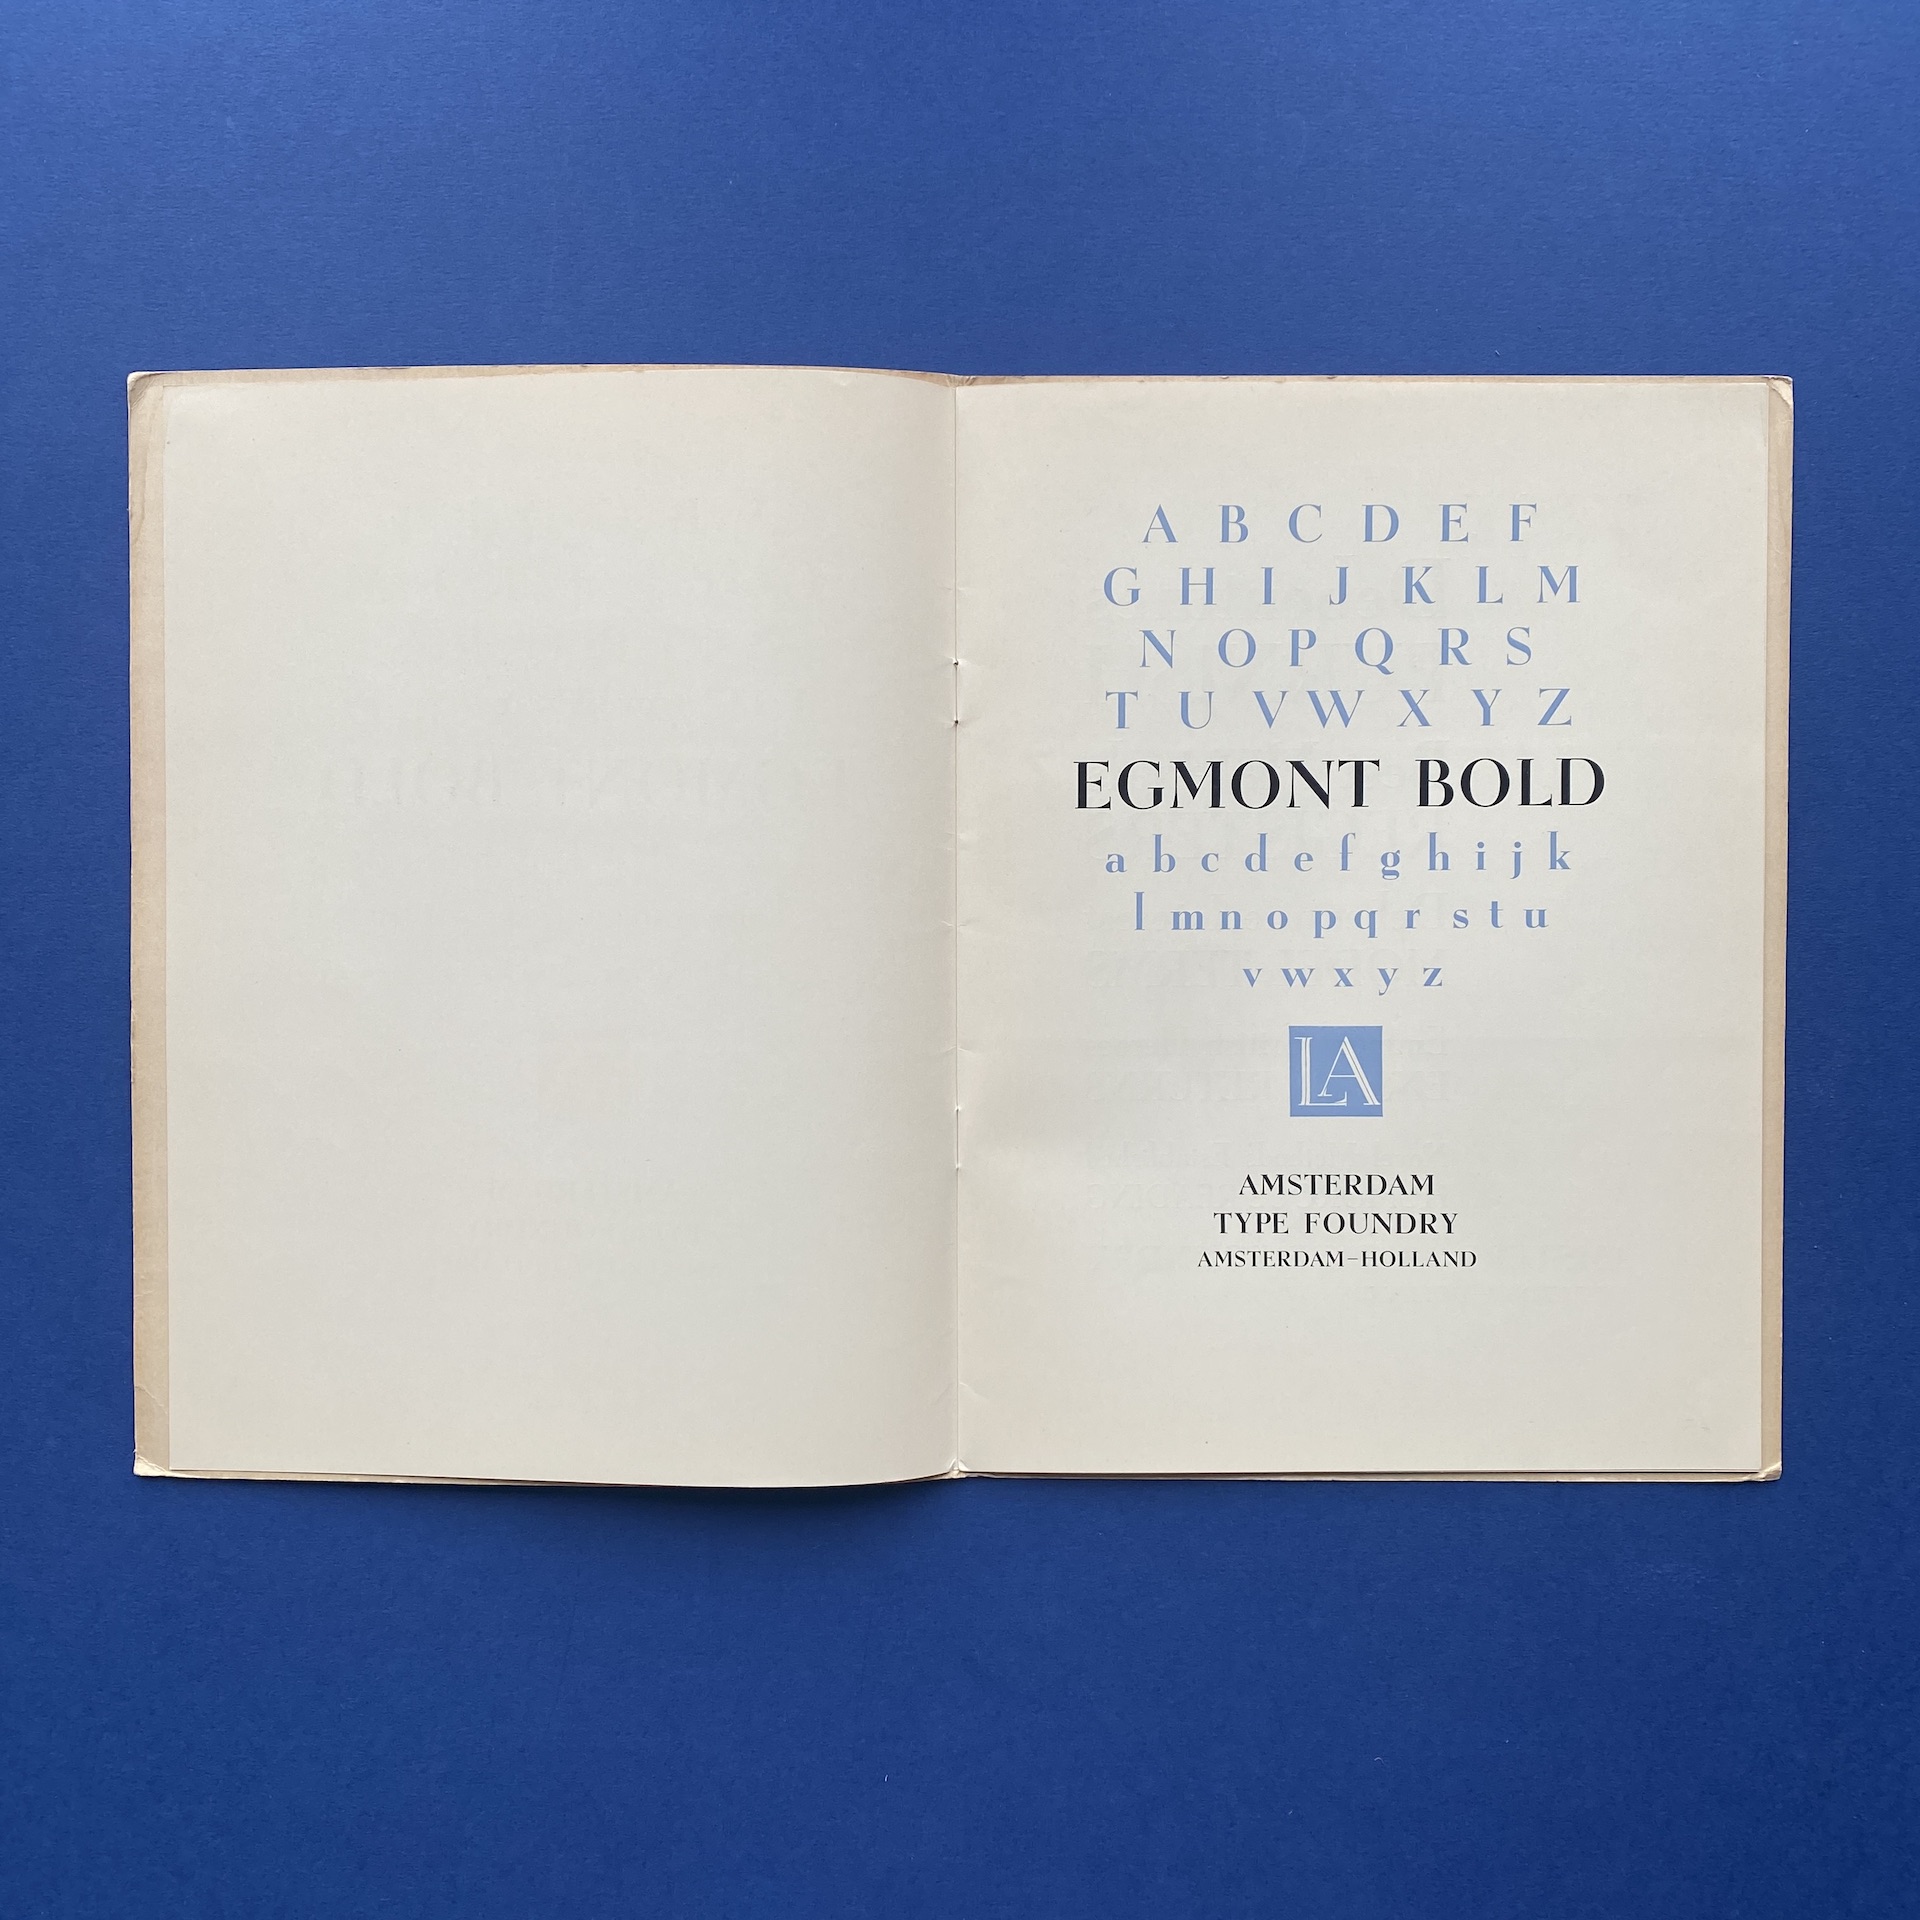 A B C D E F
G H I J K L M
N O P Q R S
T U V W X Y Z
EGMONT BOLD
a b c d e f g h i j k
l m n o p q r s t u
v w x y z
LA
AMSTERDAM
TYPE FOUNDRY
AMSTERDAM–HOLLAND